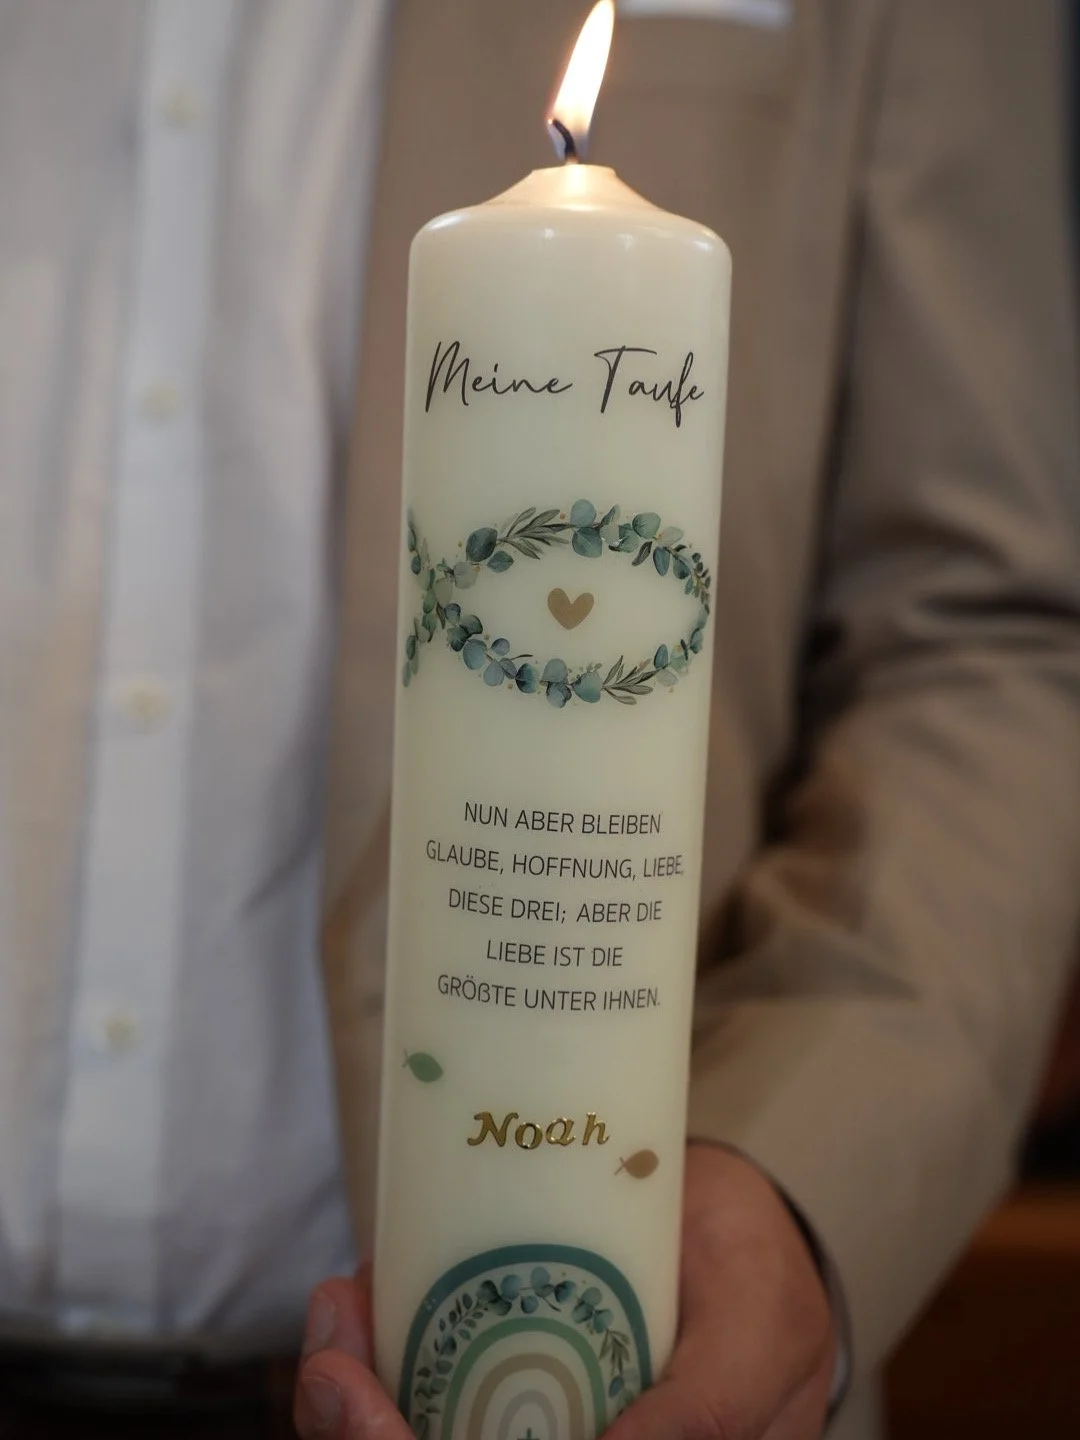 Meine Taufe
NUN ABER BLEIBEN
GLAUBE, HOFFNUNG, LIEBE,
DIESE DREI; ABER DIE
LIEBE IST DIE
GRÖßTE UNTER IHNEN.
Noah